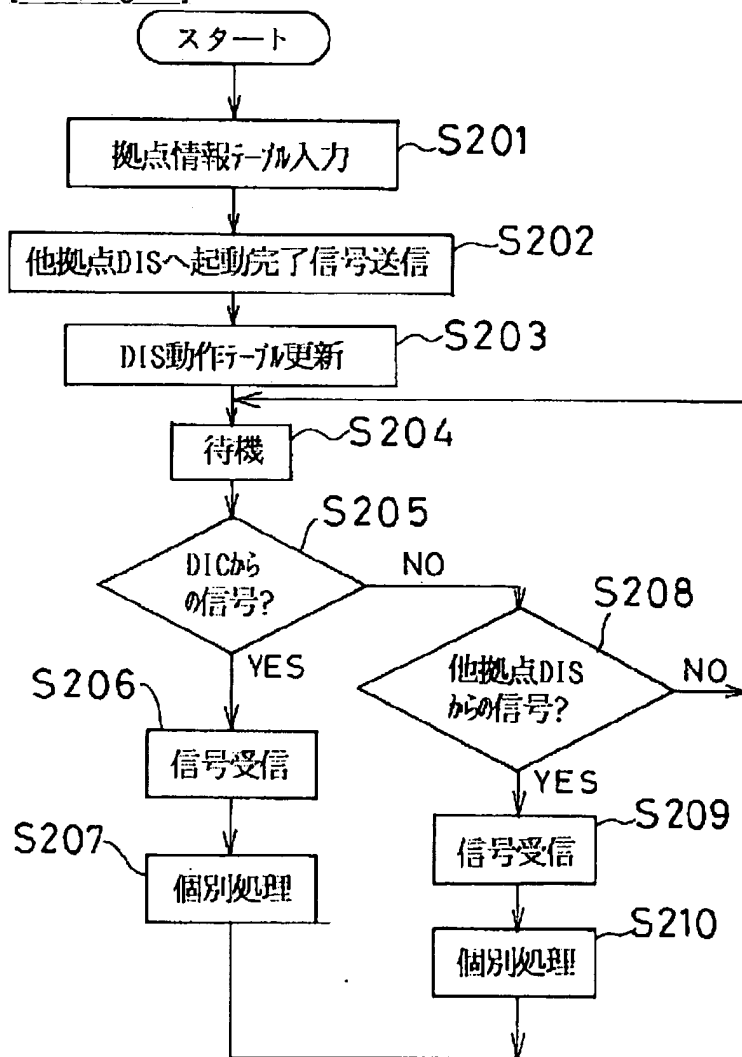 スタート
拠点情報テーブル入力
S201
他拠点DISへ起動完了信号送信
S202
DIS動作テーブル更新
S203
待機
S204
DICから
の信号?
S205
NO
YES
他拠点DIS
からの信号?
S208
NO
YES
S206
信号受信
S207
個別処理
信号受信
S209
個別処理
S210